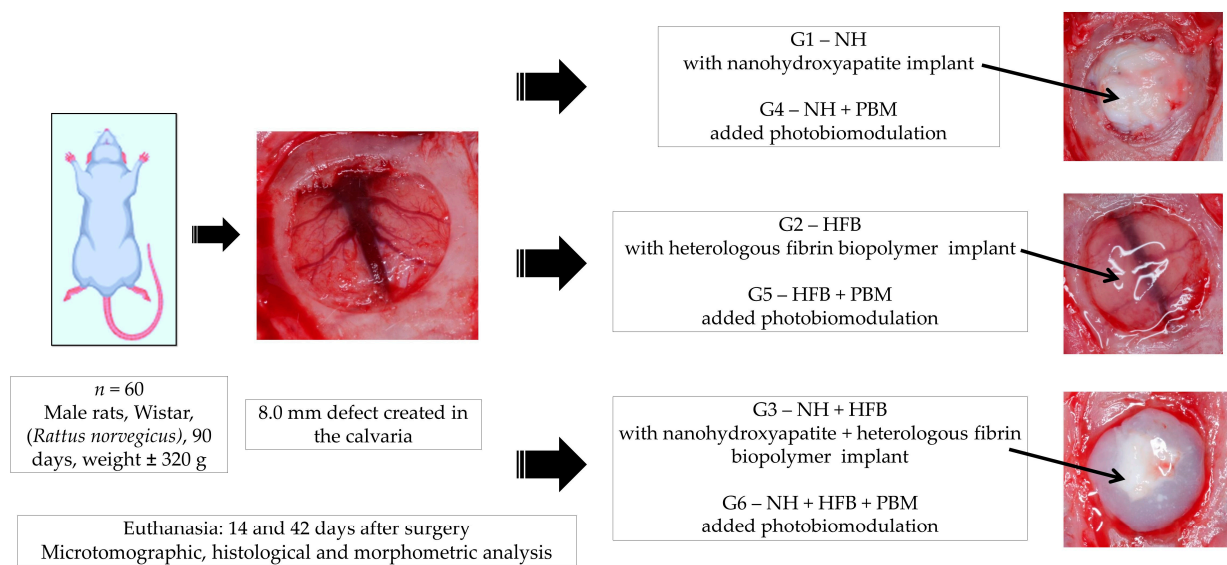 n = 60
Male rats, Wistar,
(Rattus norvegicus), 90
days, weight ± 320 g
8.0 mm defect created in
the calvaria
Euthanasia: 14 and 42 days after surgery
Microtomographic, histological and morphometric analysis
G1 – NH
with nanohydroxyapatite implant
G4 – NH + PBM
added photobiomodulation
G2 – HFB
with heterologous fibrin biopolymer implant
G5 – HFB + PBM
added photobiomodulation
G3 – NH + HFB
with nanohydroxyapatite + heterologous fibrin
biopolymer implant
G6 – NH + HFB + PBM
added photobiomodulation